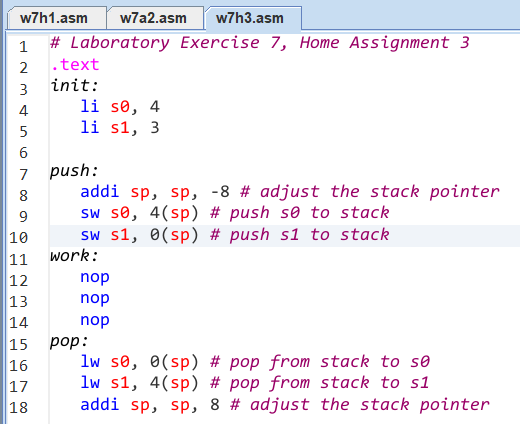 w7h1.asm w7a2.asm w7h3.asm
1 # Laboratory Exercise 7, Home Assignment 3
2 .text
3 init:
4 li s0, 4
5 li s1, 3
6
7 push:
8 addi sp, sp, -8 # adjust the stack pointer
9 sw s0, 4(sp) # push s0 to stack
10 sw s1, 0(sp) # push s1 to stack
11 work:
12 nop
13 nop
14 nop
15 pop:
16 lw s0, 0(sp) # pop from stack to s0
17 lw s1, 4(sp) # pop from stack to s1
18 addi sp, sp, 8 # adjust the stack pointer